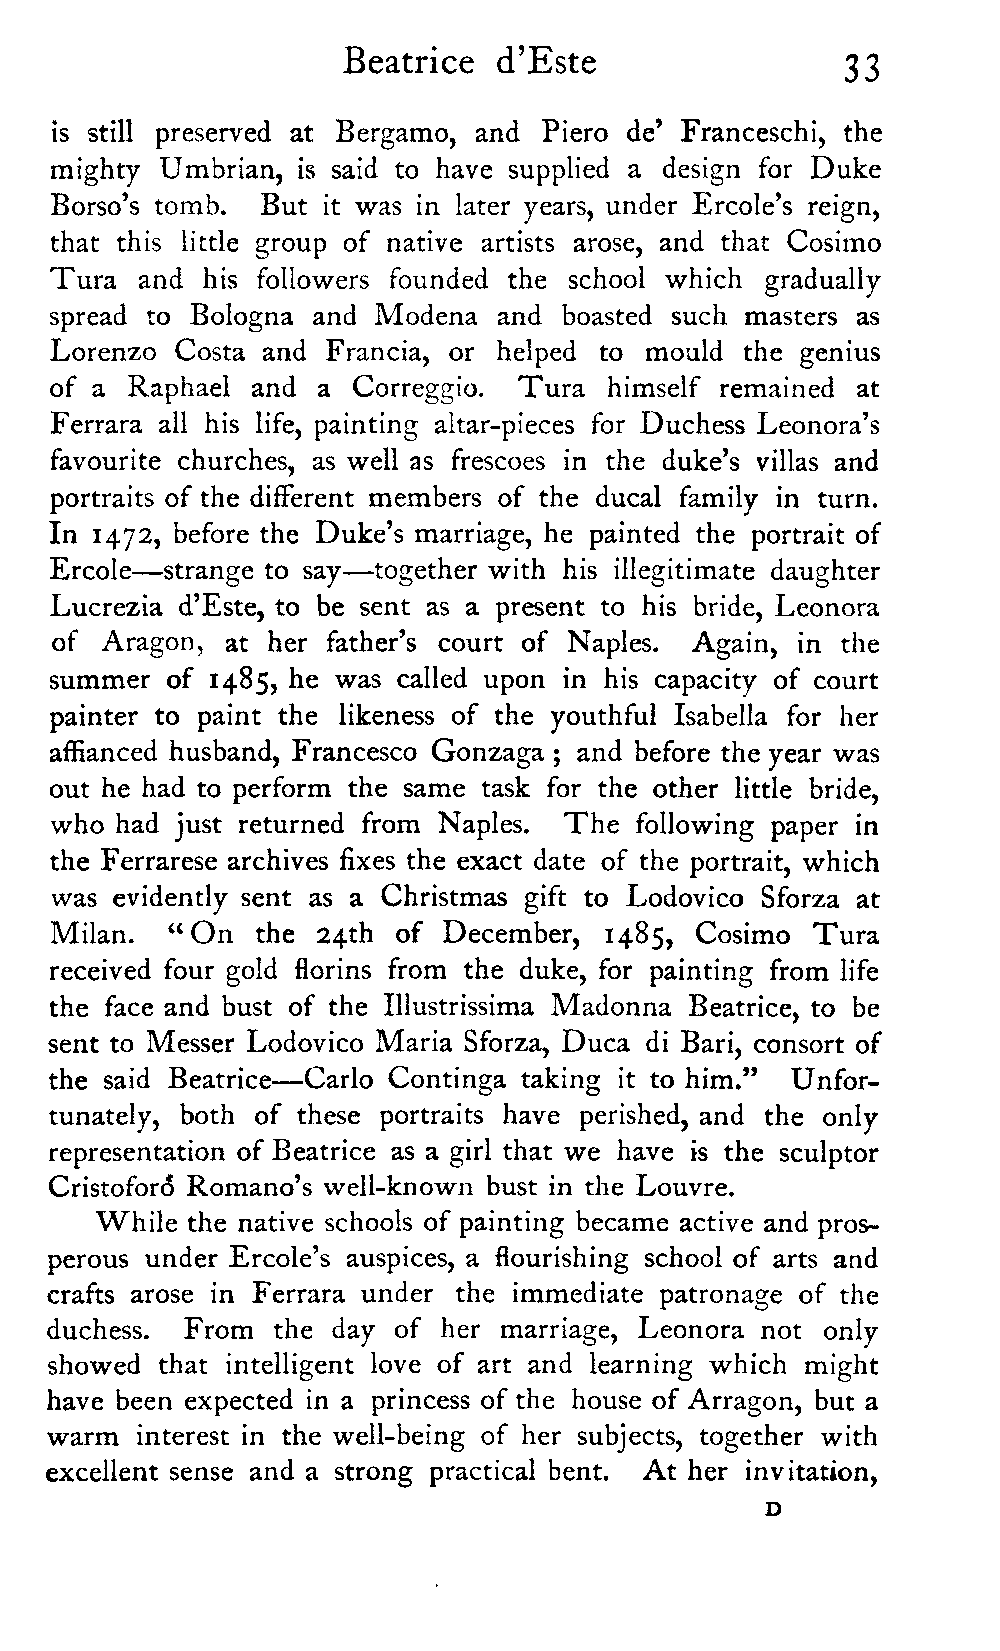 Beatrice d'Este 33
is still preserved at Bergamo, and Piero de' Franceschi, the
mighty Umbrian, is said to have supplied a design for Duke
Borso's tomb. But it was in later years, under Ercole's reign,
that this little group of native artists arose, and that Cosimo
Tura and his followers founded the school which gradually
spread to Bologna and Modena and boasted such masters as
Lorenzo Costa and Francia, or helped to mould the genius
of a Raphael and a Correggio. Tura himself remained at
Ferrara all his life, painting altar-pieces for Duchess Leonora's
favourite churches, as well as frescoes in the duke's villas and
portraits of the different members of the ducal family in turn.
In 1472, before the Duke's marriage, he painted the portrait of
Ercole—strange to say—together with his illegitimate daughter
Lucrezia d'Este, to be sent as a present to his bride, Leonora
of Aragon, at her father's court of Naples. Again, in the
summer of 1485, he was called upon in his capacity of court
painter to paint the likeness of the youthful Isabella for her
affianced husband, Francesco Gonzaga; and before the year was
out he had to perform the same task for the other little bride,
who had just returned from Naples. The following paper in
the Ferrarese archives fixes the exact date of the portrait, which
was evidently sent as a Christmas gift to Lodovico Sforza at
Milan. "On the 24th of December, 1485, Cosimo Tura
received four gold florins from the duke, for painting from life
the face and bust of the Illustrissima Madonna Beatrice, to be
sent to Messer Lodovico Maria Sforza, Duca di Bari, consort of
the said Beatrice—Carlo Continga taking it to him." Unfor-
tunately, both of these portraits have perished, and the only
representation of Beatrice as a girl that we have is the sculptor
Cristoforó Romano's well-known bust in the Louvre.
While the native schools of painting became active and pros-
perous under Ercole's auspices, a flourishing school of arts and
crafts arose in Ferrara under the immediate patronage of the
duchess. From the day of her marriage, Leonora not only
showed that intelligent love of art and learning which might
have been expected in a princess of the house of Arragon, but a
warm interest in the well-being of her subjects, together with
excellent sense and a strong practical bent. At her invitation,
D